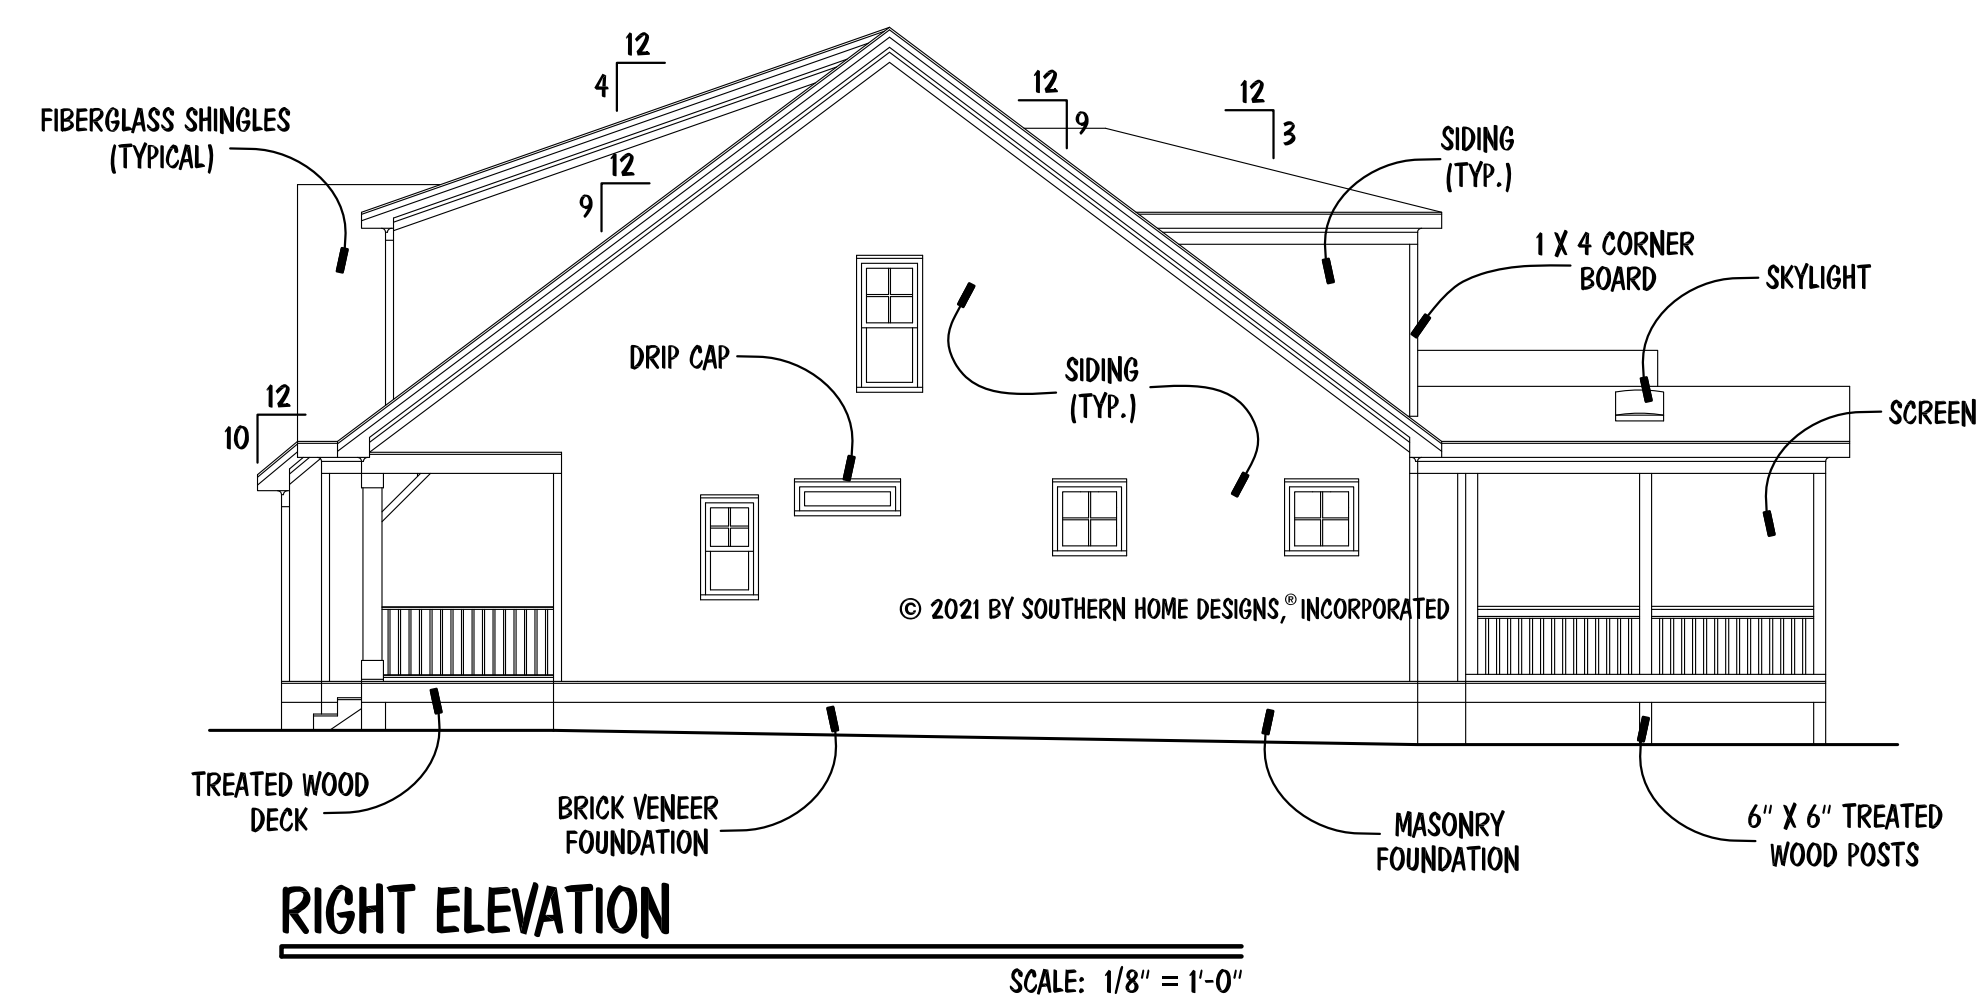 12
4
FIBERGLASS SHINGLES
(TYPICAL)
12
9
12
3
SIDING
(TYP.)
12
9
1 X 4 CORNER
BOARD
SKYLIGHT
DRIP CAP
SIDING
(TYP.)
12
10
SCREEN
© 2021 BY SOUTHERN HOME DESIGNS,® INCORPORATED
TREATED WOOD
DECK
BRICK VENEER
FOUNDATION
MASONRY
FOUNDATION
6" X 6" TREATED
WOOD POSTS
RIGHT ELEVATION
SCALE: 1/8" = 1'-0"